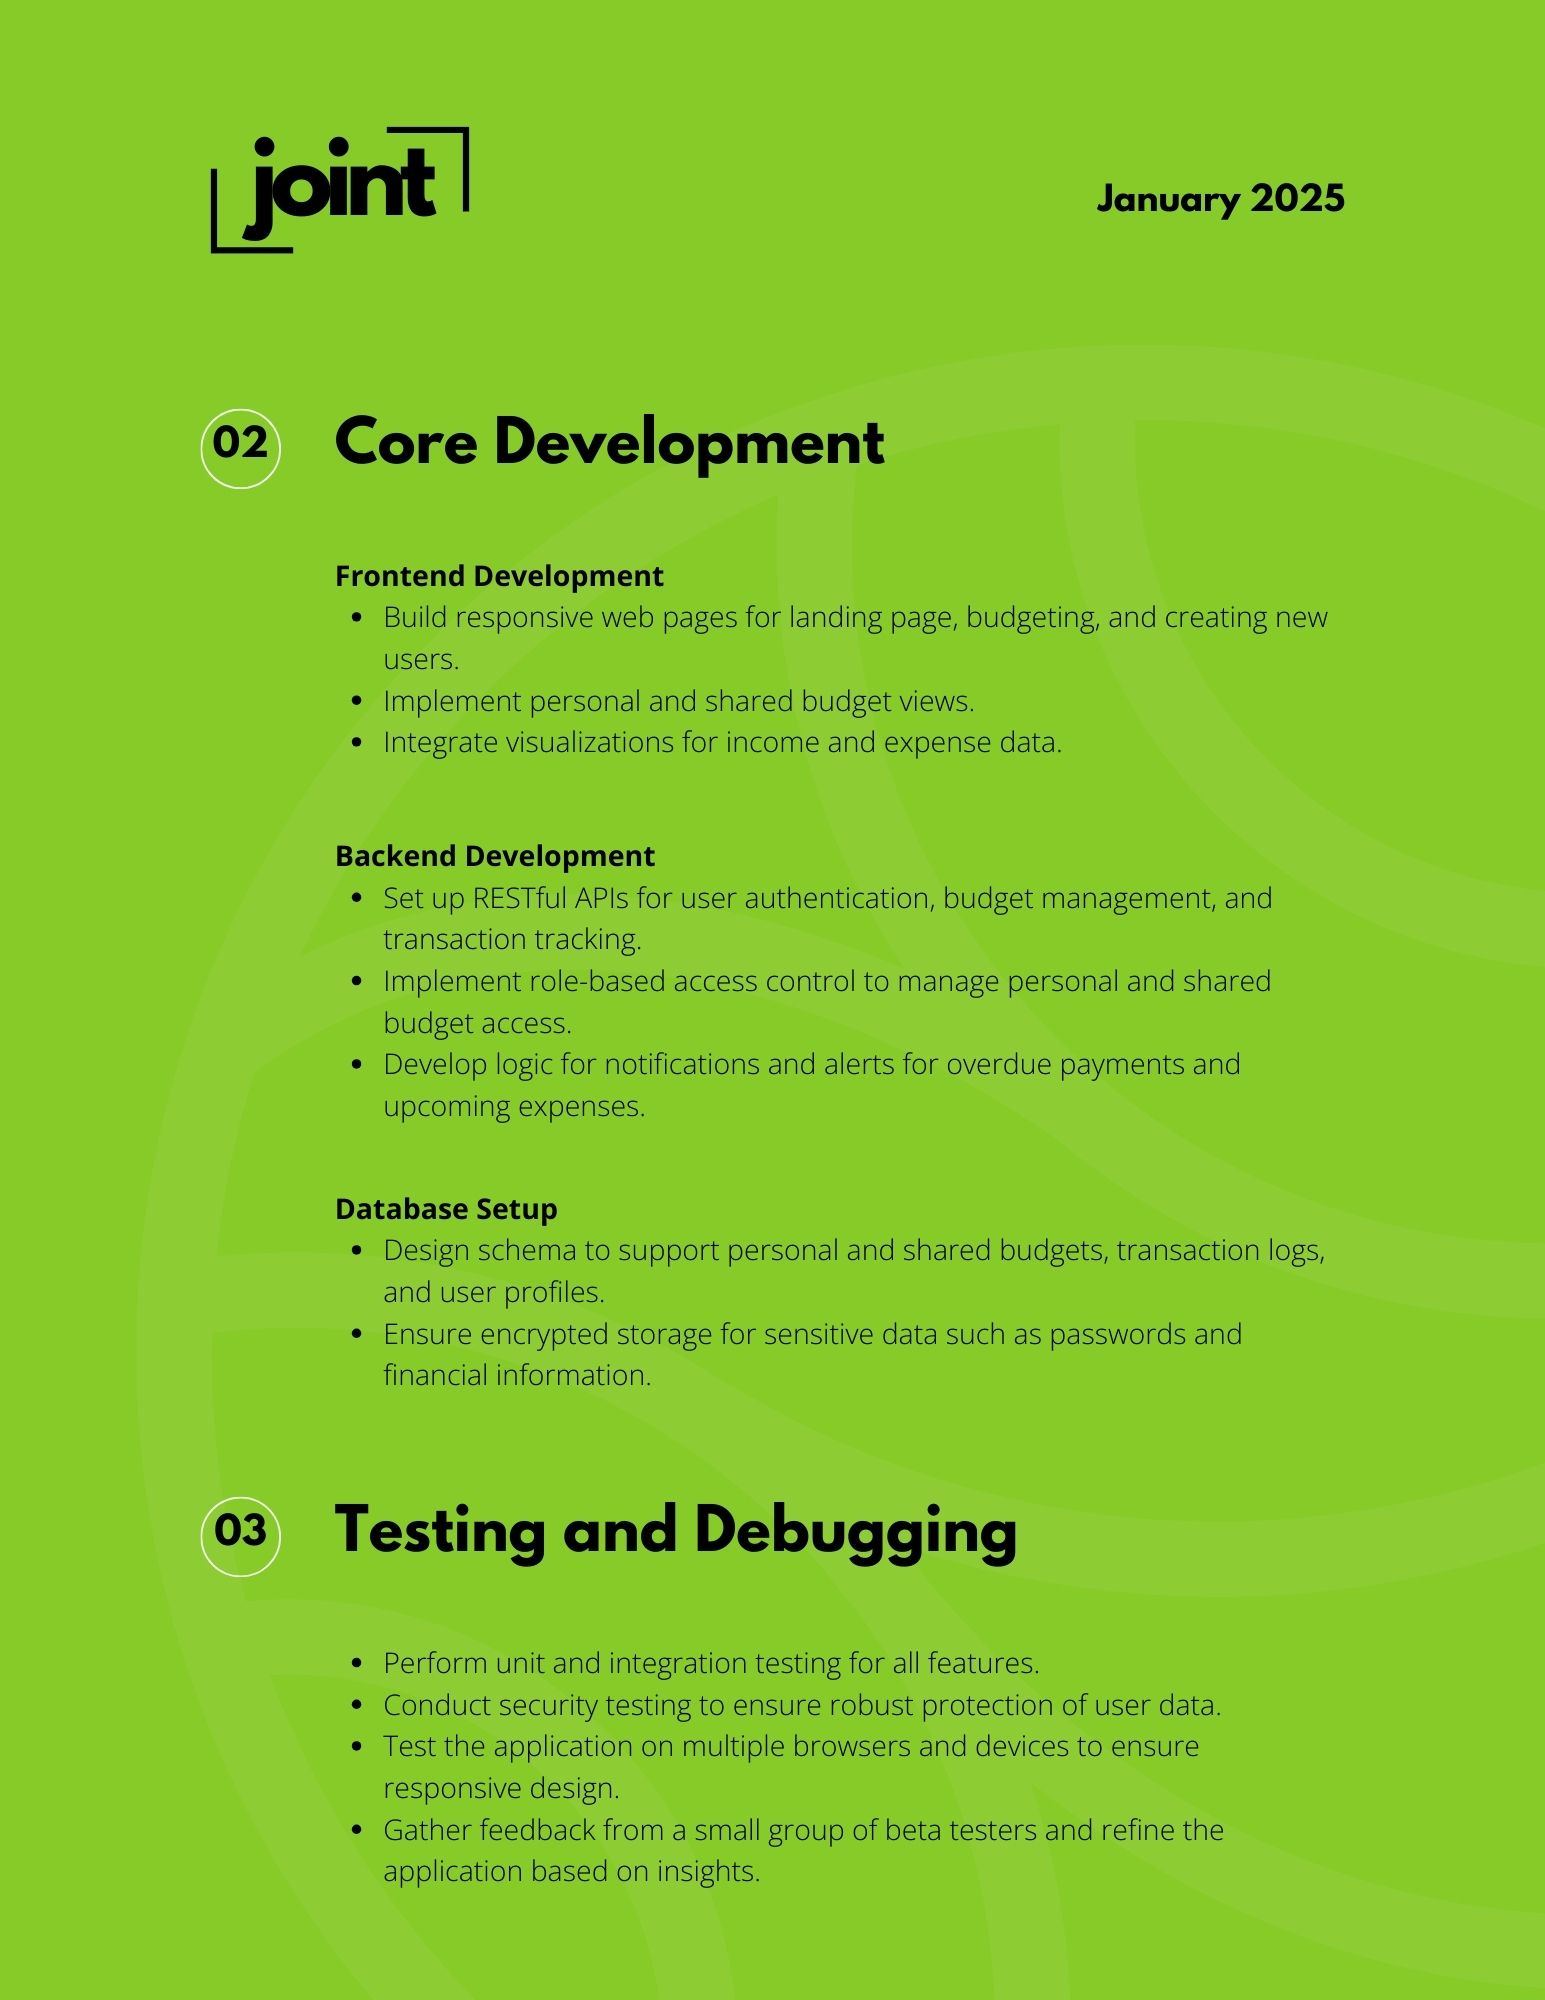 joint
January 2025
02 Core Development
Frontend Development
• Build responsive web pages for landing page, budgeting, and creating new
users.
• Implement personal and shared budget views.
• Integrate visualizations for income and expense data.
Backend Development
• Set up RESTful APIs for user authentication, budget management, and
transaction tracking.
• Implement role-based access control to manage personal and shared
budget access.
• Develop logic for notifications and alerts for overdue payments and
upcoming expenses.
Database Setup
• Design schema to support personal and shared budgets, transaction logs,
and user profiles.
• Ensure encrypted storage for sensitive data such as passwords and
financial information.
03 Testing and Debugging
• Perform unit and integration testing for all features.
• Conduct security testing to ensure robust protection of user data.
• Test the application on multiple browsers and devices to ensure
responsive design.
• Gather feedback from a small group of beta testers and refine the
application based on insights.